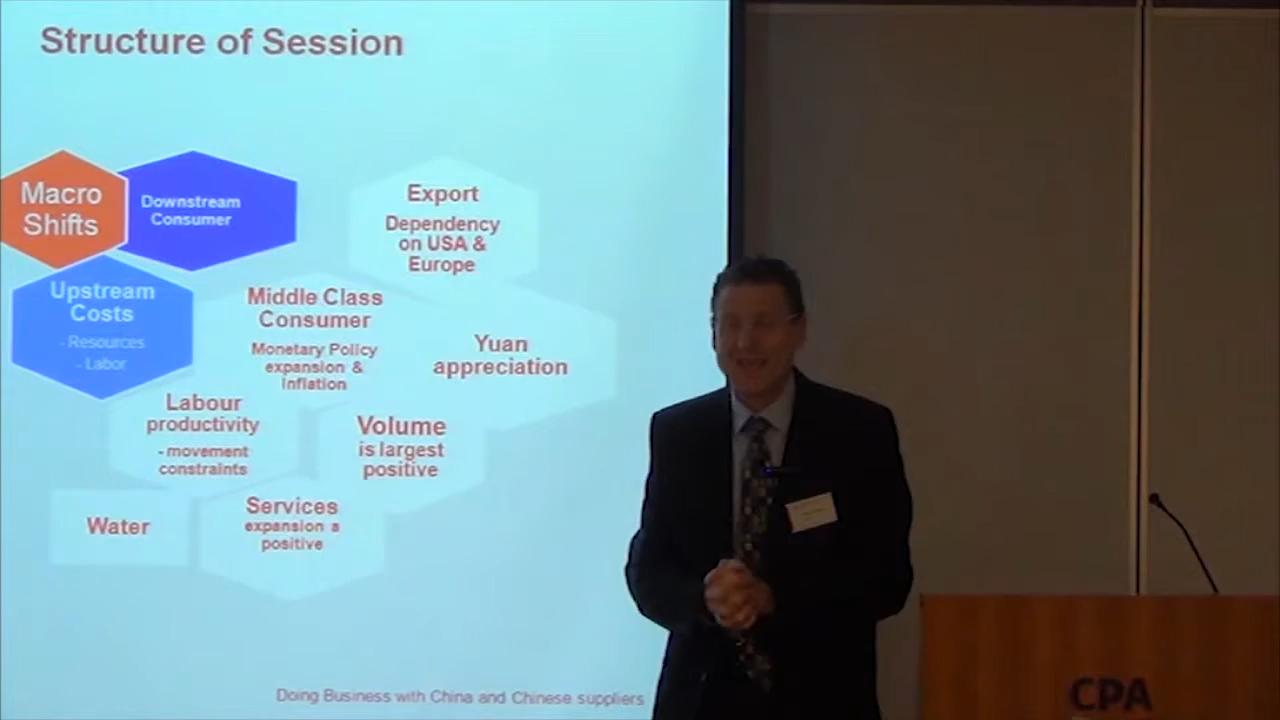 Structure of Session
Macro
Shifts
Downstream
Consumer
Export
Dependency
on USA &
Europe
Upstream
Costs
- Resources
- Labor
Middle Class
Consumer
Monetary Policy
expansion &
Inflation
Yuan
appreciation
Labour
productivity
- movement
constraints
Volume
is largest
positive
Water
Services
expansion a
positive
Doing Business with China and Chinese suppliers
CPA